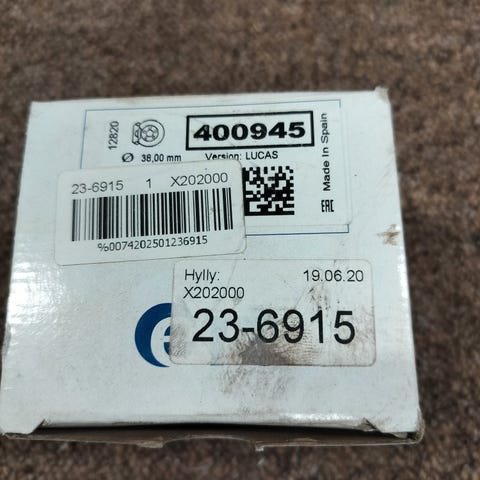 12820
400945
Ø 38,00 mm
Version: LUCAS
Made In Spain
EAC
23-6915 1 X202000
%0074202501236915
Hylly: 19.06.20
X202000
23-6915